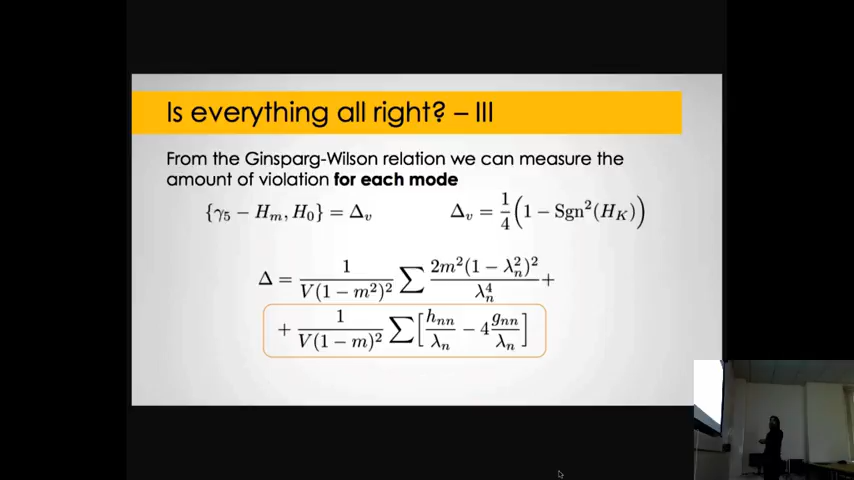 Is everything all right? – III
From the Ginsparg-Wilson relation we can measure the
amount of violation for each mode
{γ₅ − Hₘ, H₀} = Δᵥ    Δᵥ = 1/4 (1 − Sgn²(H_K))
Δ = 1/(V(1 − m²)²) ∑ 2m²(1 − λₙ²)²/λₙ⁴ +
+ 1/(V(1 − m)²) ∑ [hₙₙ/λₙ − 4 gₙₙ/λₙ]